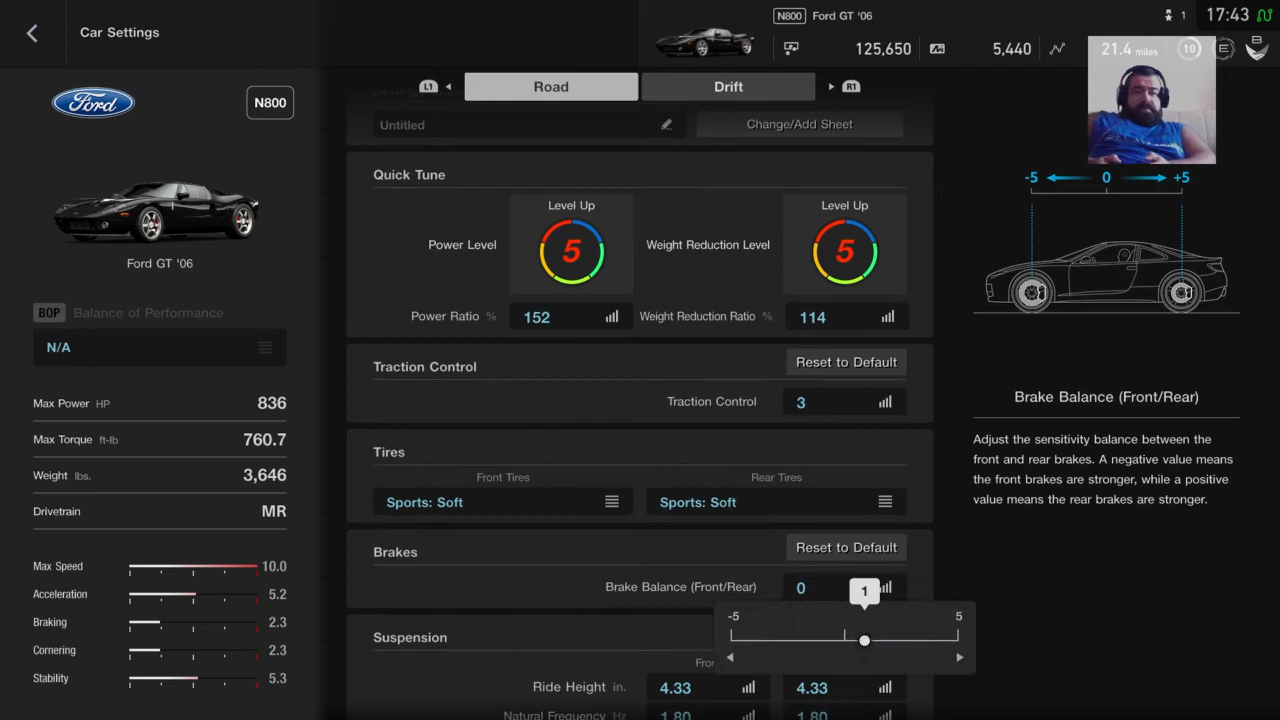 Car Settings
N800 Ford GT '06
125,650
5,440
21.4 miles
10
E
B
1
17:43
Ford
N800
Ford GT '06
BOP Balance of Performance
N/A
Max Power HP 836
Max Torque ft-lb 760.7
Weight lbs. 3,646
Drivetrain MR
Max Speed 10.0
Acceleration 5.2
Braking 2.3
Cornering 2.3
Stability 5.3
L1 Road Drift R1
Untitled Change/Add Sheet
Quick Tune
Level Up Level Up
Power Level 5 Weight Reduction Level 5
Power Ratio % 152 Weight Reduction Ratio % 114
Traction Control Reset to Default
Traction Control 3
Tires
Front Tires Rear Tires
Sports: Soft Sports: Soft
Brakes Reset to Default
Brake Balance (Front/Rear) 0
1
-5 5
Suspension
Fro
Ride Height in. 4.33 4.33
Natural Frequency Hz 1.80 1.80
-5 0 +5
Brake Balance (Front/Rear)
Adjust the sensitivity balance between the
front and rear brakes. A negative value means
the front brakes are stronger, while a positive
value means the rear brakes are stronger.